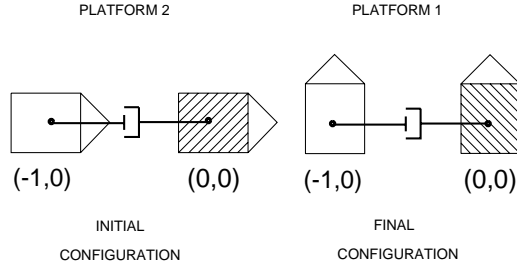 PLATFORM 2 PLATFORM 1
(-1,0) (0,0) (-1,0) (0,0)
INITIAL FINAL
CONFIGURATION CONFIGURATION